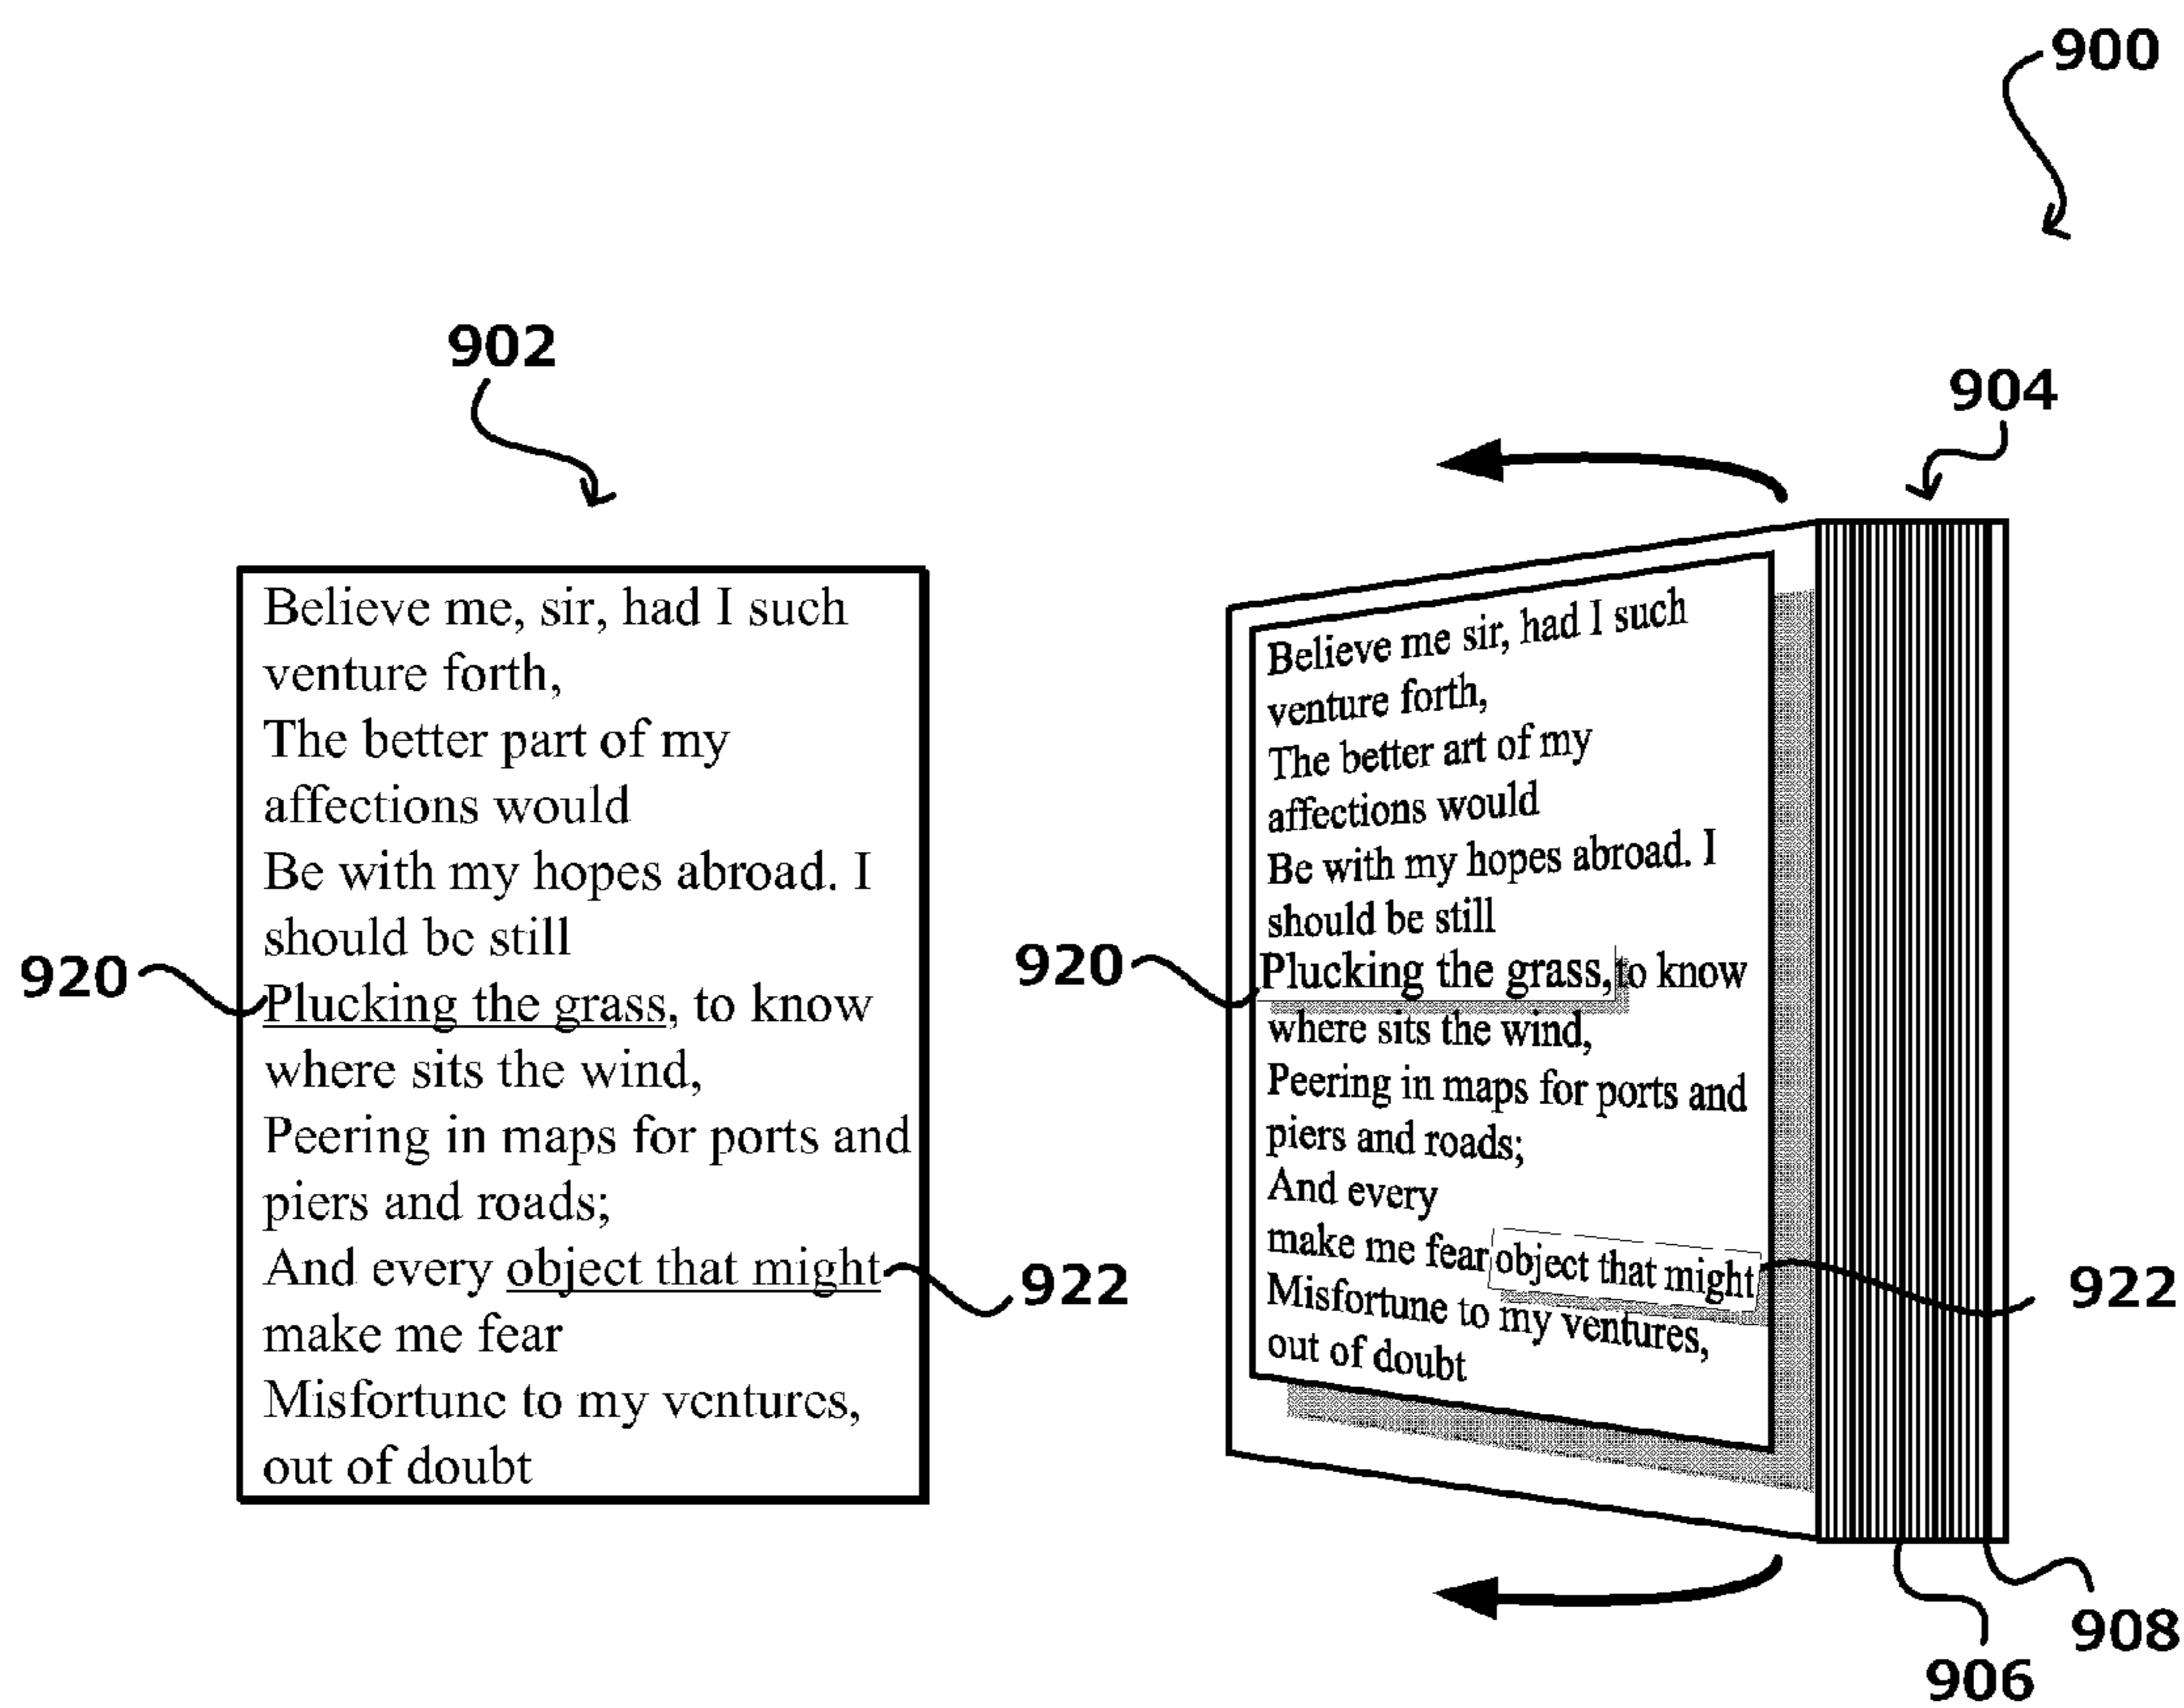 900
902
904
Believe me, sir, had I such
venture forth,
The better part of my
affections would
Be with my hopes abroad. I
should be still
920
Plucking the grass, to know
where sits the wind,
Peering in maps for ports and
piers and roads;
And every object that might
922
make me fear
Misfortune to my ventures,
out of doubt
Believe me sir, had I such
venture forth,
The better art of my
affections would
Be with my hopes abroad. I
should be still
920
Plucking the grass, to know
where sits the wind,
Peering in maps for ports and
piers and roads;
And every
make me fear object that might
922
Misfortune to my ventures,
out of doubt
908
906